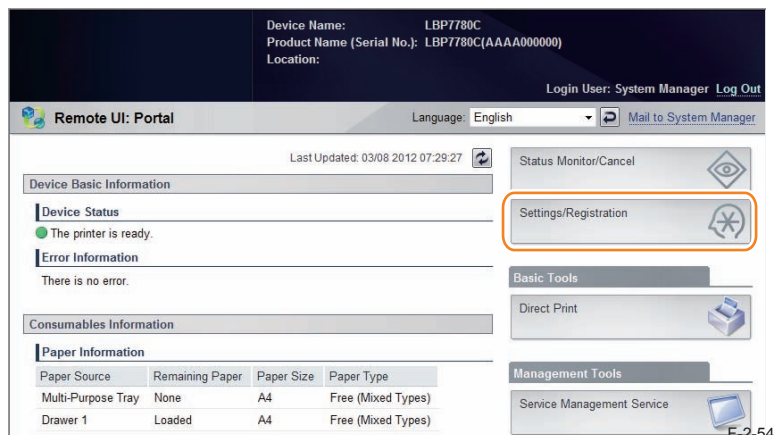 Device Name: LBP7780C
Product Name (Serial No.): LBP7780C(AAAA000000)
Location:
Login User: System Manager Log Out
Remote UI: Portal
Language: English
Mail to System Manager
Last Updated: 03/08 2012 07:29:27
Device Basic Information
Device Status
The printer is ready.
Error Information
There is no error.
Consumables Information
Paper Information
Paper Source Remaining Paper Paper Size Paper Type
Multi-Purpose Tray None A4 Free (Mixed Types)
Drawer 1 Loaded A4 Free (Mixed Types)
Status Monitor/Cancel
Settings/Registration
Basic Tools
Direct Print
Management Tools
Service Management Service
F-2-54